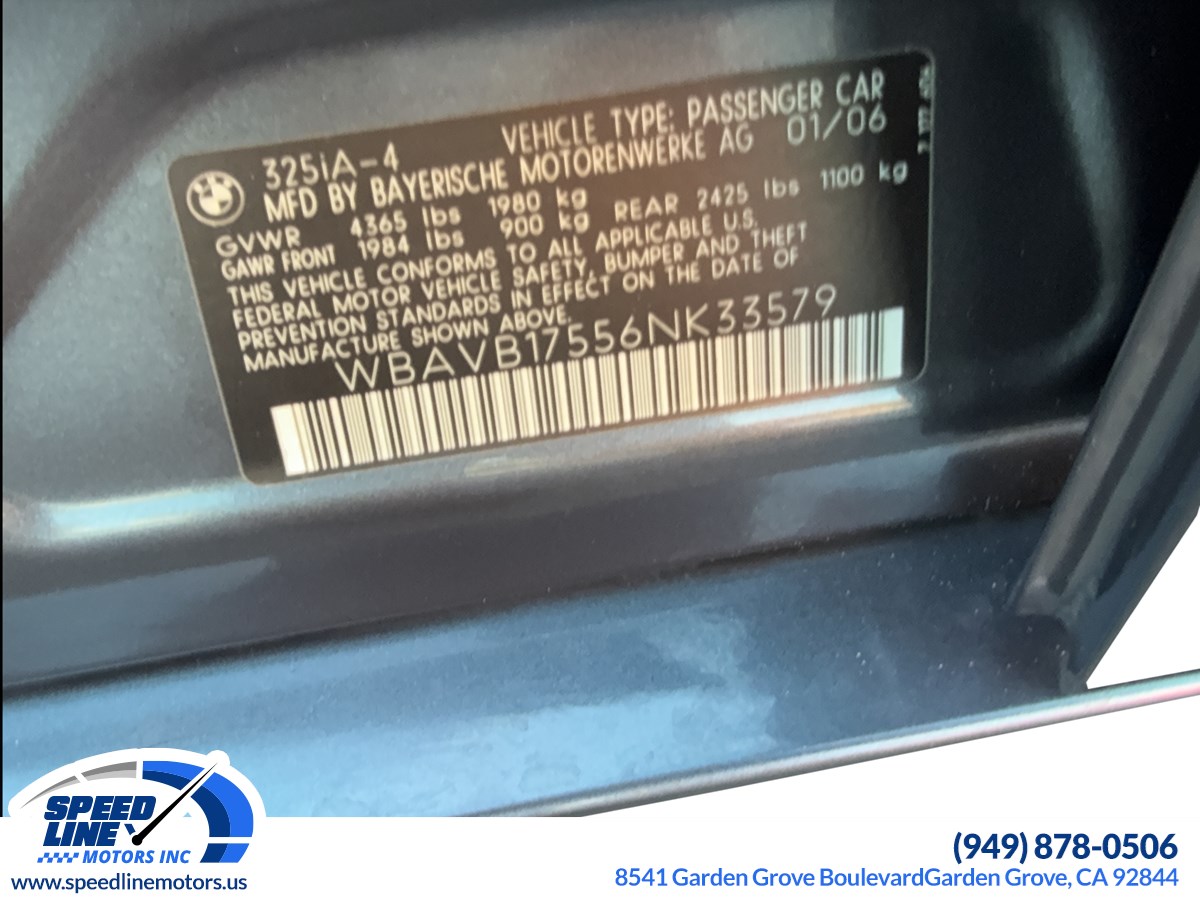 325iA-4 VEHICLE TYPE: PASSENGER CAR
MFD BY BAYERISCHE MOTORENWERKE AG 01/06
GVWR 4365 lbs 1980 kg
GAWR FRONT 1984 lbs 900 kg REAR 2425 lbs 1100 kg
THIS VEHICLE CONFORMS TO ALL APPLICABLE U.S.
FEDERAL MOTOR VEHICLE SAFETY, BUMPER AND THEFT
PREVENTION STANDARDS IN EFFECT ON THE DATE OF
MANUFACTURE SHOWN ABOVE.
WBAVB17556NK33579
SPEED
LINE
MOTORS INC
www.speedlinemotors.us
(949) 878-0506
8541 Garden Grove BoulevardGarden Grove, CA 92844